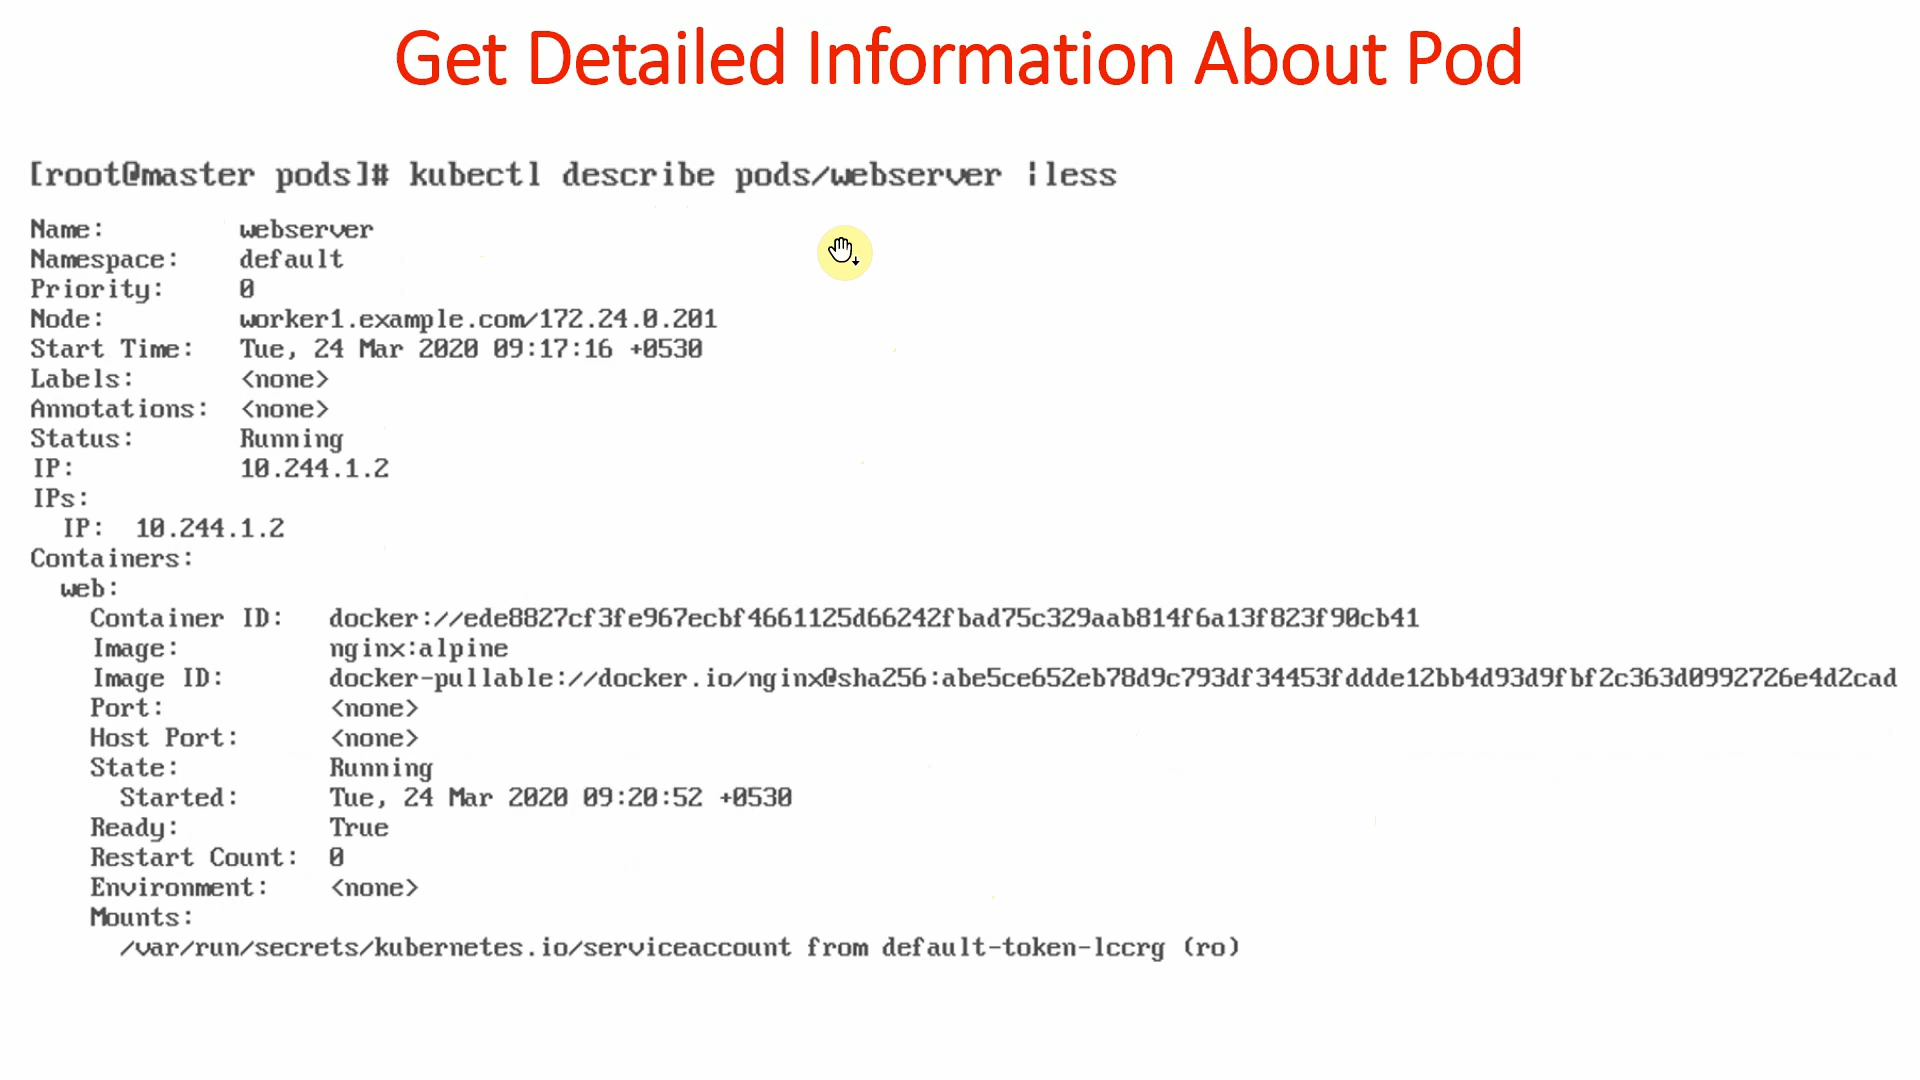 Get Detailed Information About Pod
[root@master pods]# kubectl describe pods/webserver |less
Name: webserver
Namespace: default
Priority: 0
Node: worker1.example.com/172.24.0.201
Start Time: Tue, 24 Mar 2020 09:17:16 +0530
Labels: <none>
Annotations: <none>
Status: Running
IP: 10.244.1.2
IPs:
IP: 10.244.1.2
Containers:
web:
Container ID: docker://ede8827cf3fe967ecbf4661125d66242fbad75c329aab814f6a13f823f90cb41
Image: nginx:alpine
Image ID: docker-pullable://docker.io/nginx@sha256:abe5ce652eb78d9c793df34453fddde12bb4d93d9fbf2c363d0992726e4d2cad
Port: <none>
Host Port: <none>
State: Running
Started: Tue, 24 Mar 2020 09:20:52 +0530
Ready: True
Restart Count: 0
Environment: <none>
Mounts:
/var/run/secrets/kubernetes.io/serviceaccount from default-token-lccrg (ro)